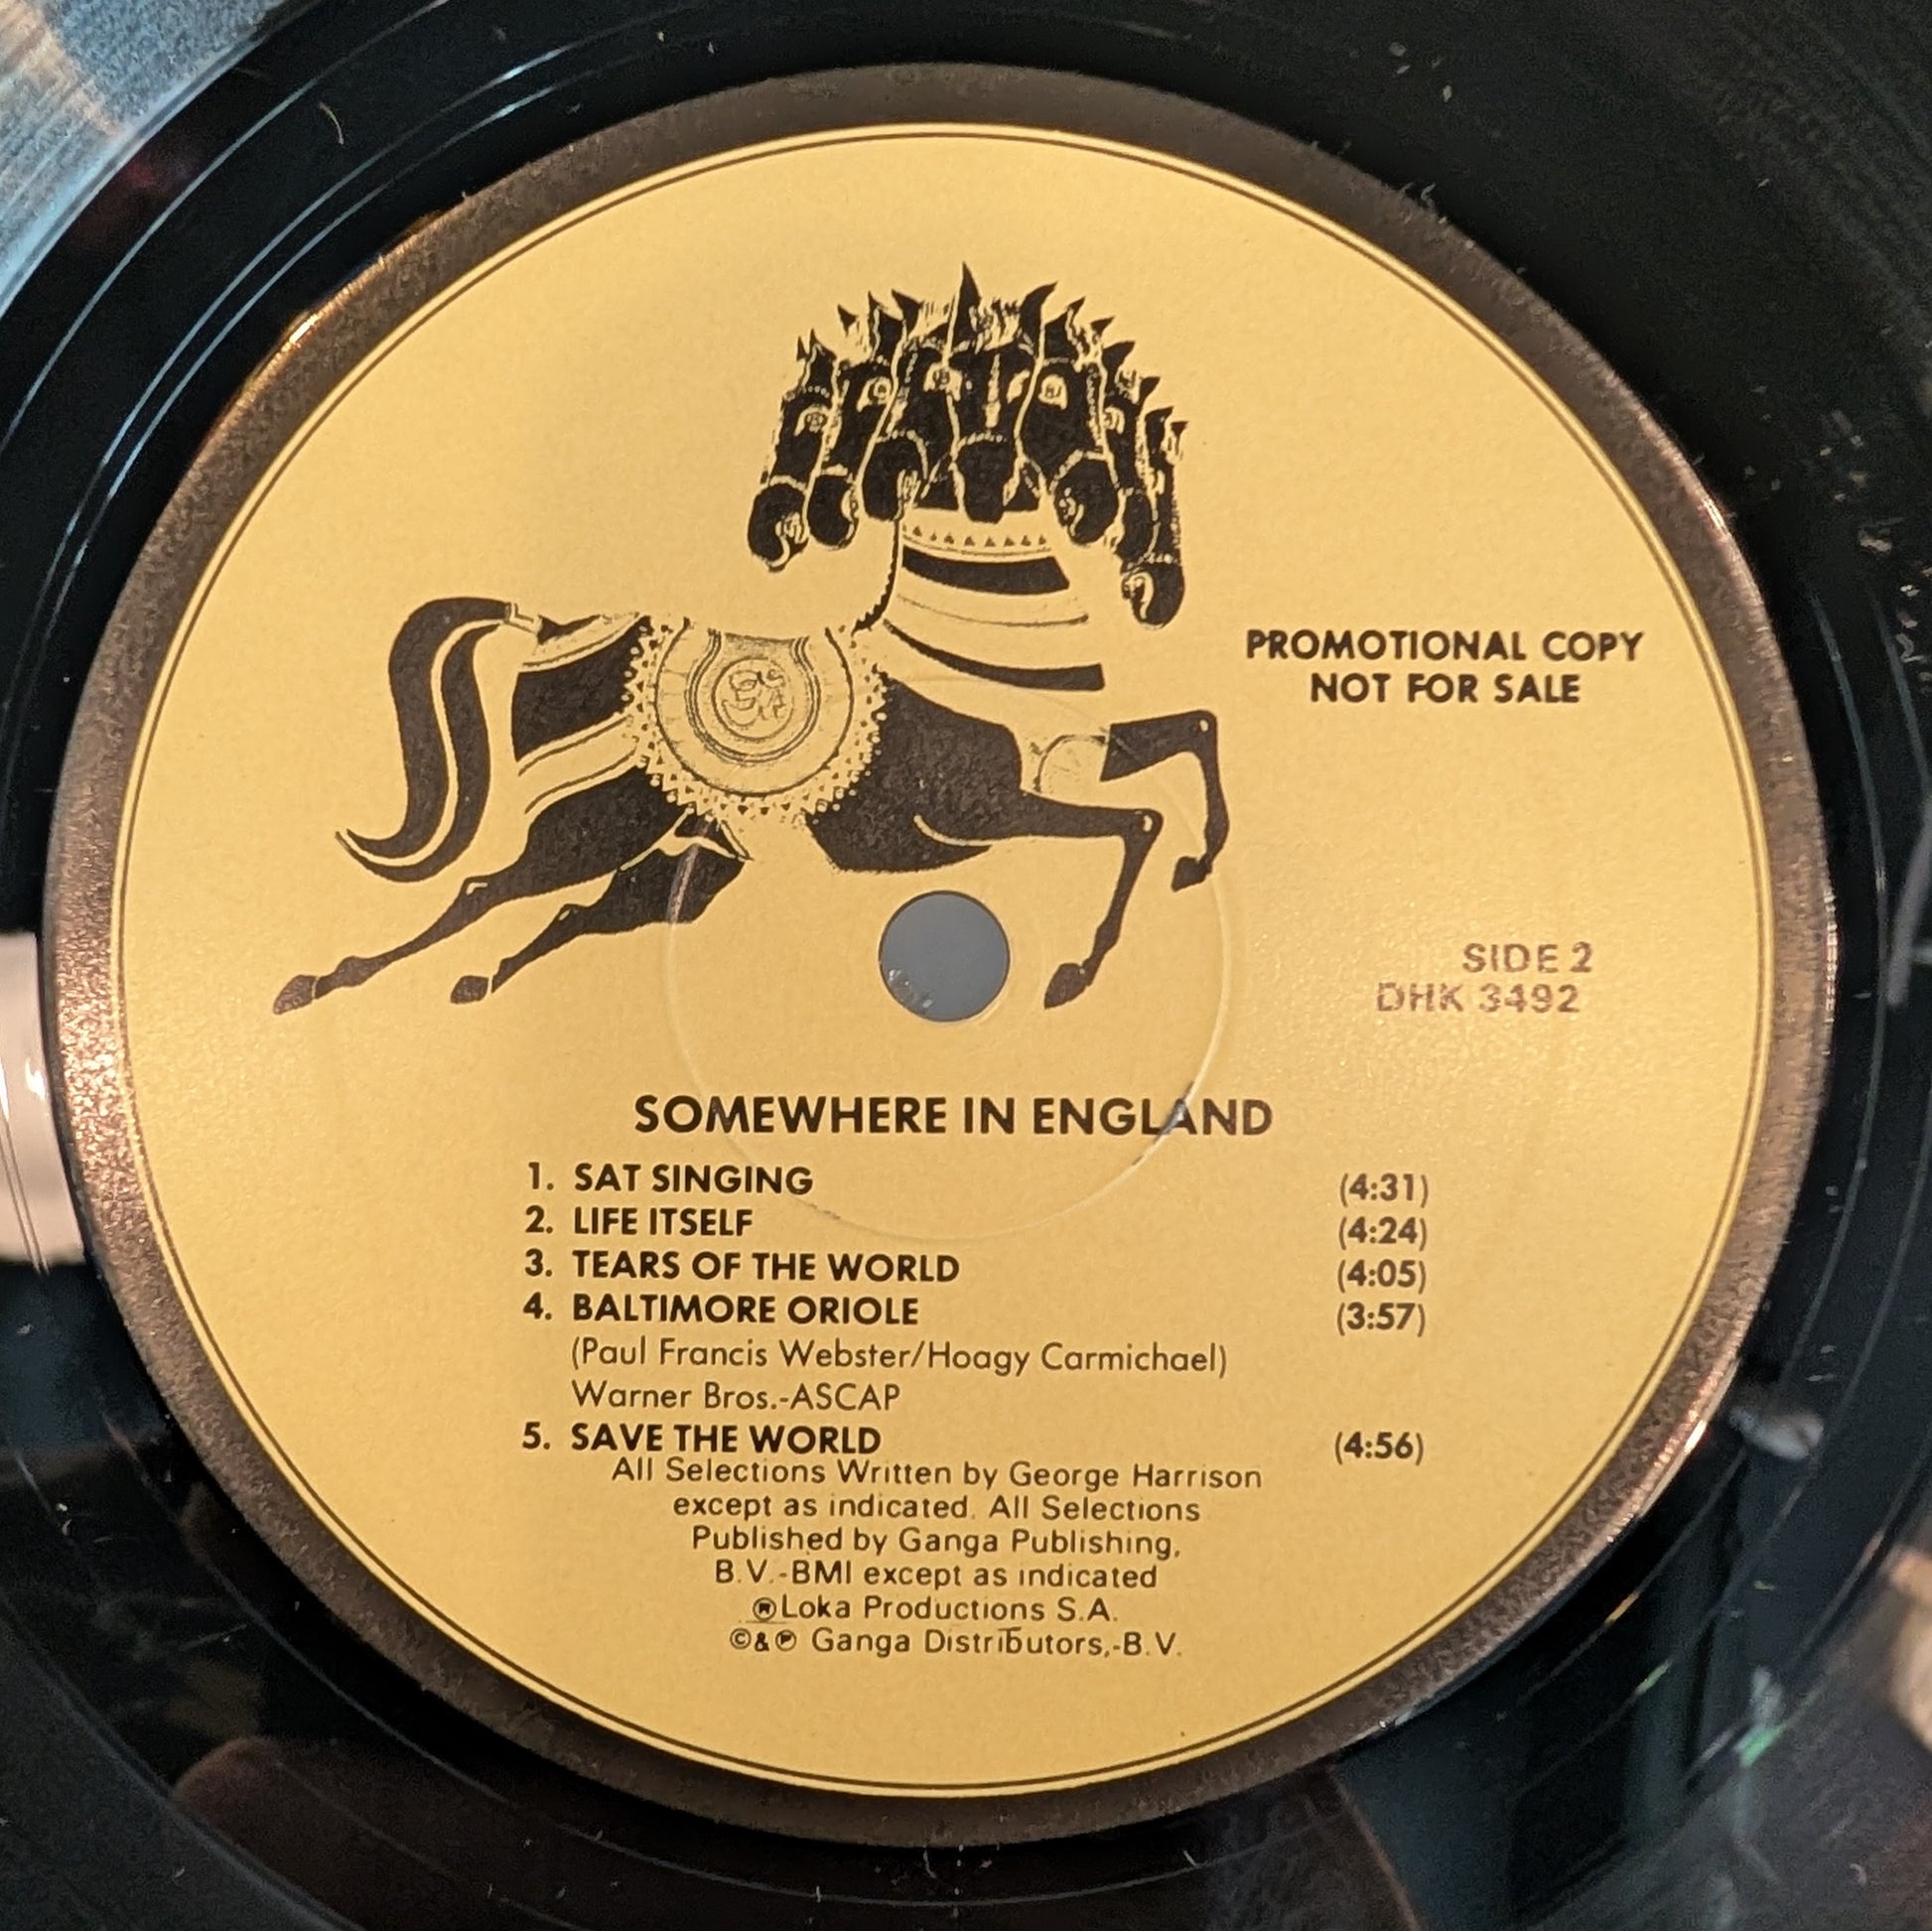 PROMOTIONAL COPY
NOT FOR SALE
SIDE 2
DHK 3492
SOMEWHERE IN ENGLAND
1. SAT SINGING (4:31)
2. LIFE ITSELF (4:24)
3. TEARS OF THE WORLD (4:05)
4. BALTIMORE ORIOLE (3:57)
(Paul Francis Webster/Hoagy Carmichael)
Warner Bros.-ASCAP
5. SAVE THE WORLD (4:56)
All Selections Written by George Harrison
except as indicated. All Selections
Published by Ganga Publishing,
B.V.-BMI except as indicated
®Loka Productions S.A.
©&℗ Ganga Distributors,-B.V.